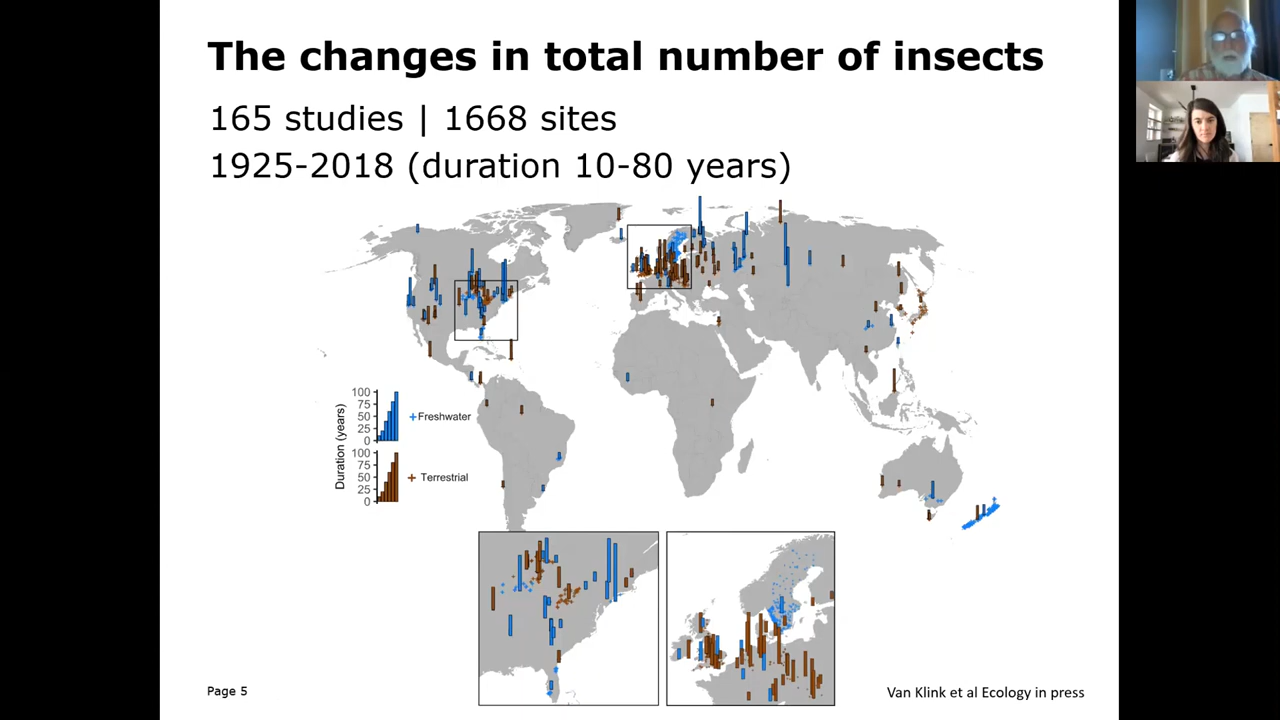 The changes in total number of insects
165 studies | 1668 sites
1925-2018 (duration 10-80 years)
Duration (years)
100
75
50
25
0
+Freshwater
100
75
50
25
0
+ Terrestrial
Page 5
Van Klink et al Ecology in press